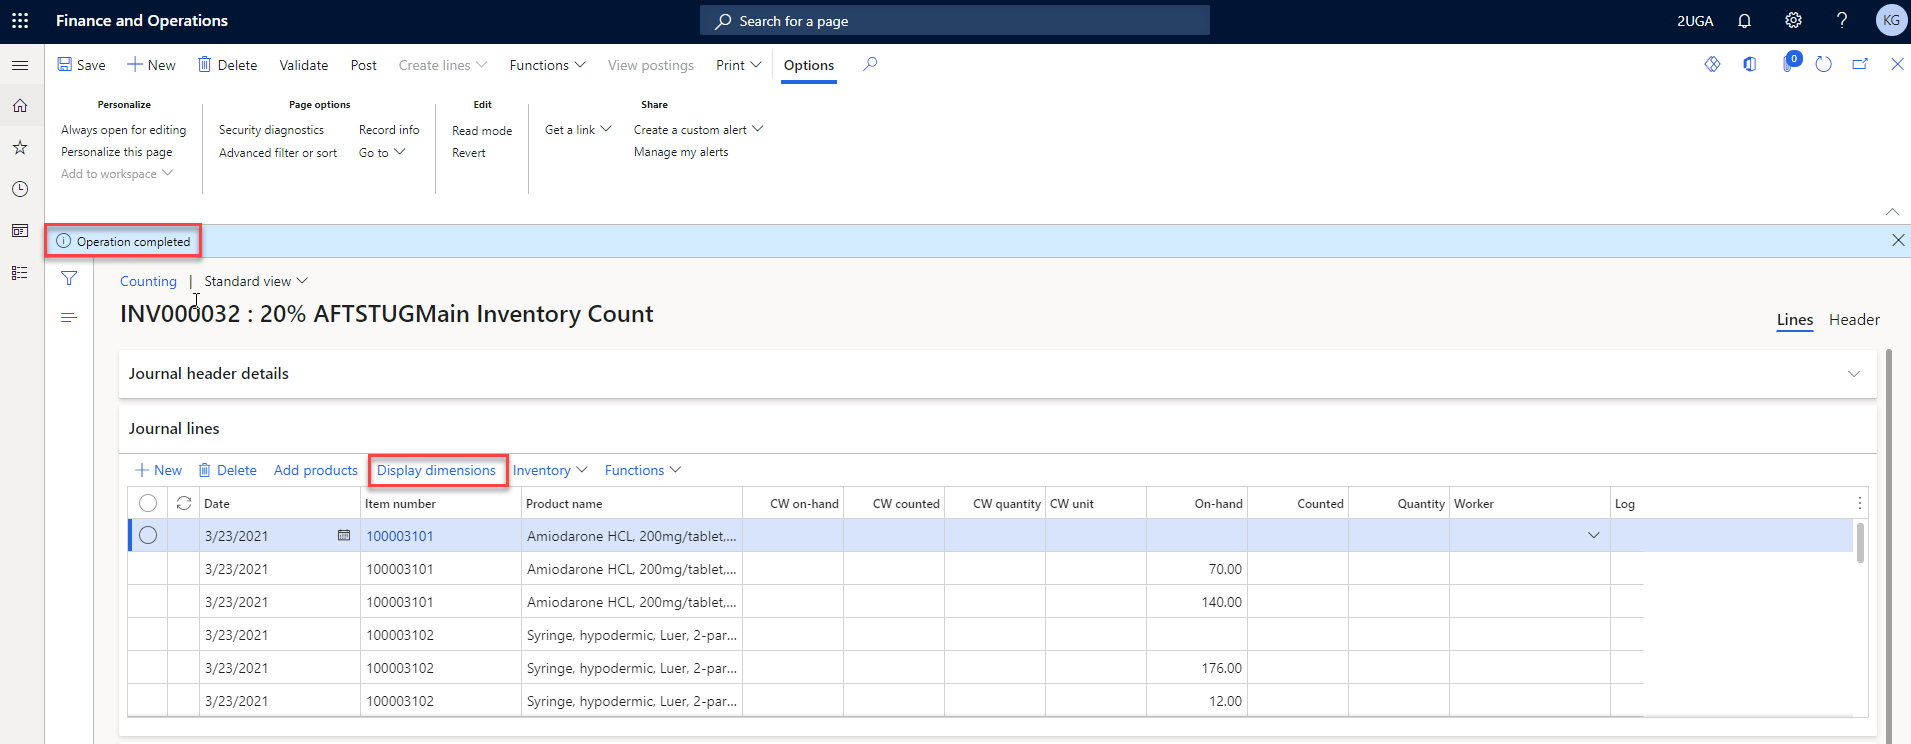 Finance and Operations
Search for a page
2UGA
KG
Save New Delete Validate Post Create lines Functions View postings Print Options
0
Personalize Page options Edit Share
Always open for editing Security diagnostics Record info Read mode Get a link Create a custom alert
Personalize this page Advanced filter or sort Go to Revert Manage my alerts
Add to workspace
Operation completed
Counting | Standard view
INV000032 : 20% AFTSTUGMain Inventory Count
Lines Header
Journal header details
Journal lines
New Delete Add products Display dimensions Inventory Functions
Date Item number Product name CW on-hand CW counted CW quantity CW unit On-hand Counted Quantity Worker Log
3/23/2021 100003101 Amiodarone HCL, 200mg/tablet,...
3/23/2021 100003101 Amiodarone HCL, 200mg/tablet,... 70.00
3/23/2021 100003101 Amiodarone HCL, 200mg/tablet,... 140.00
3/23/2021 100003102 Syringe, hypodermic, Luer, 2-par...
3/23/2021 100003102 Syringe, hypodermic, Luer, 2-par... 176.00
3/23/2021 100003102 Syringe, hypodermic, Luer, 2-par... 12.00